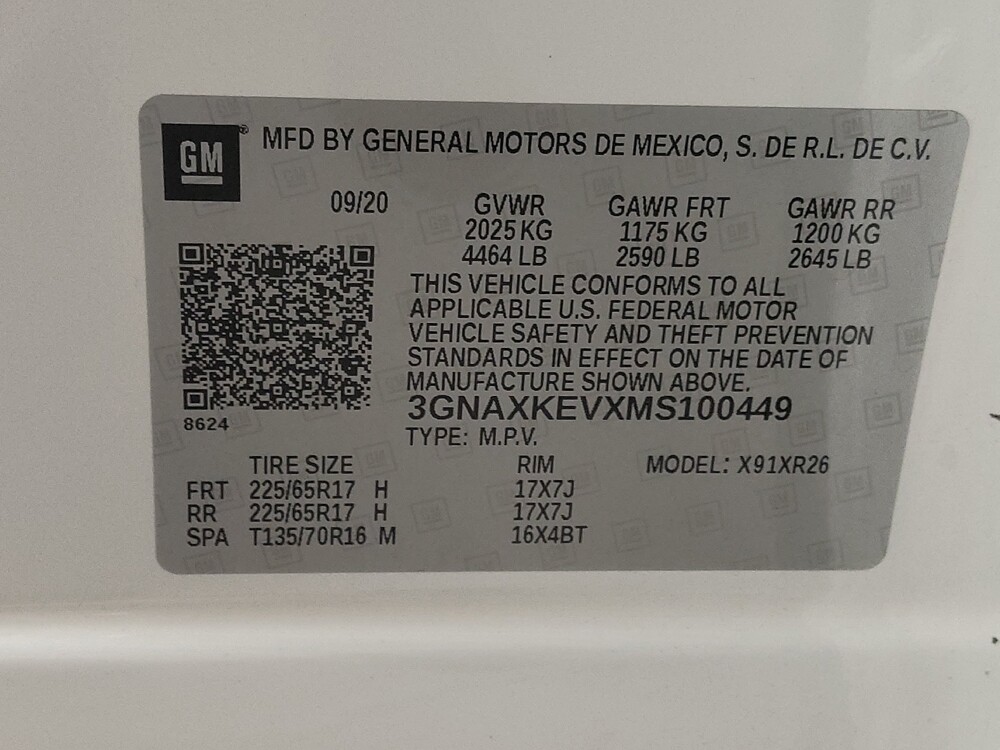 GM® MFD BY GENERAL MOTORS DE MEXICO, S. DE R.L. DE C.V.
09/20 GVWR GAWR FRT GAWR RR
2025 KG 1175 KG 1200 KG
4464 LB 2590 LB 2645 LB
THIS VEHICLE CONFORMS TO ALL
APPLICABLE U.S. FEDERAL MOTOR
VEHICLE SAFETY AND THEFT PREVENTION
STANDARDS IN EFFECT ON THE DATE OF
MANUFACTURE SHOWN ABOVE.
3GNAXKEVXMS100449
8624
TYPE: M.P.V.
TIRE SIZE RIM MODEL: X91XR26
FRT 225/65R17 H 17X7J
RR 225/65R17 H 17X7J
SPA T135/70R16 M 16X4BT